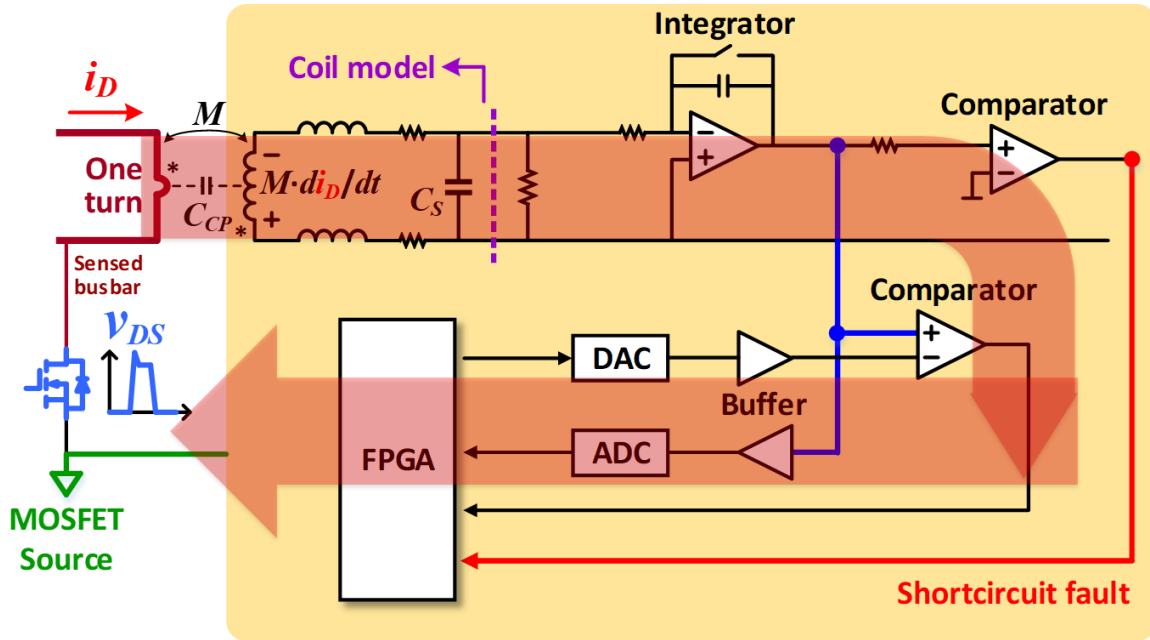 Integrator
i_D
Coil model
M
Comparator
−
+
*
One
turn
−
M·di_D/dt
+
C_CP
*
C_S
−
+
+
−
Sensed
busbar
Comparator
v_DS
DAC
+
−
Buffer
FPGA
ADC
MOSFET
Source
Shortcircuit fault